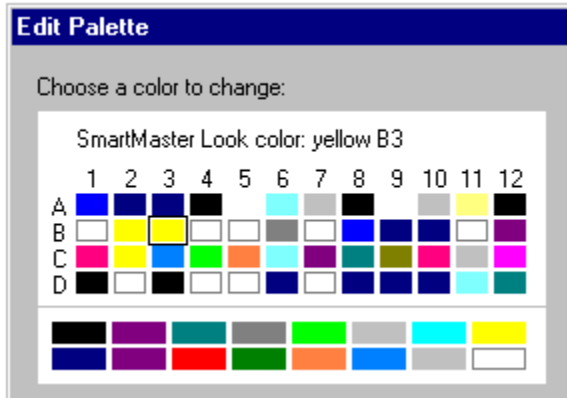 Edit Palette
Choose a color to change:
SmartMaster Look color: yellow B3
1 2 3 4 5 6 7 8 9 10 11 12
A
B
C
D